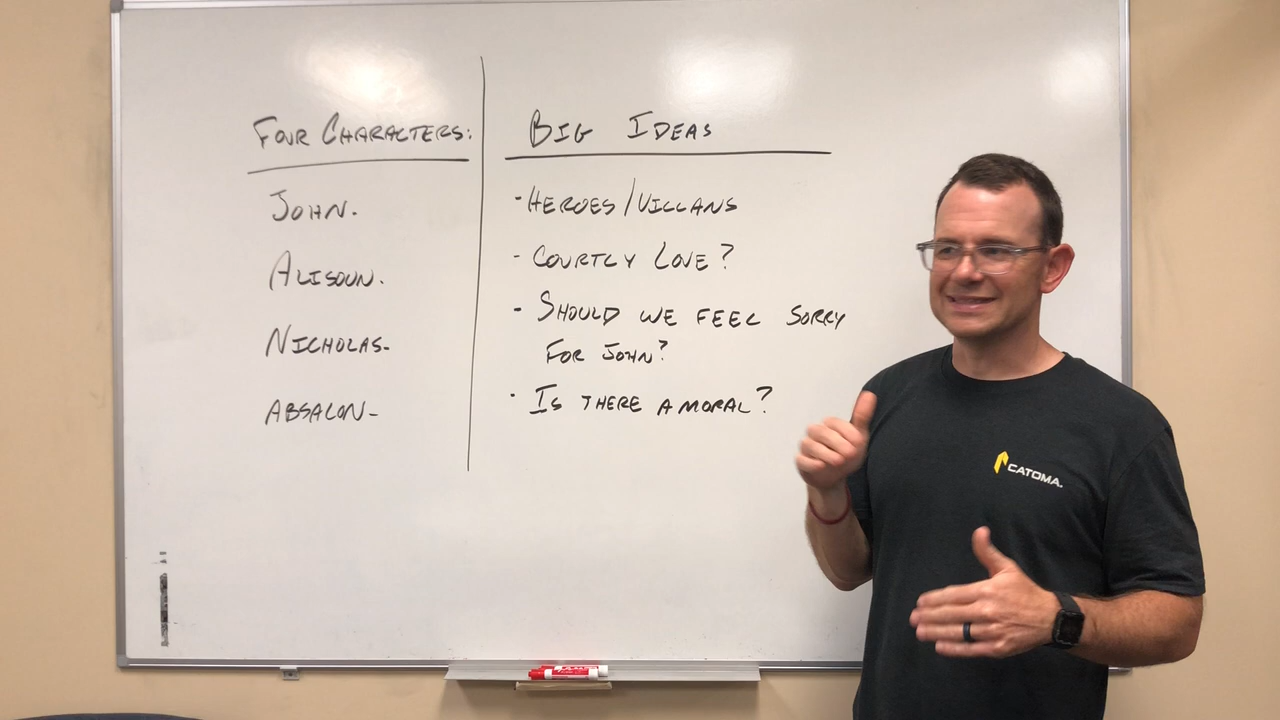 FOUR CHARACTERS:
JOHN.
ALISOUN.
NICHOLAS-
ABSALON-
BIG IDEAS
- HEROES/VILLANS
- COURTLY LOVE?
- SHOULD WE FEEL SORRY
FOR JOHN?
· IS THERE A MORAL?
CATOMA.